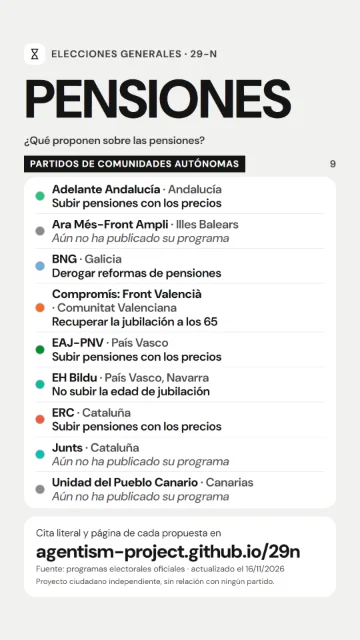 ELECCIONES GENERALES · 29-N
PENSIONES
¿Qué proponen sobre las pensiones?
PARTIDOS DE COMUNIDADES AUTÓNOMAS 9
Adelante Andalucía · Andalucía
Subir pensiones con los precios
Ara Més-Front Ampli · Illes Balears
Aún no ha publicado su programa
BNG · Galicia
Derogar reformas de pensiones
Compromís: Front Valencià
· Comunitat Valenciana
Recuperar la jubilación a los 65
EAJ-PNV · País Vasco
Subir pensiones con los precios
EH Bildu · País Vasco, Navarra
No subir la edad de jubilación
ERC · Cataluña
Subir pensiones con los precios
Junts · Cataluña
Aún no ha publicado su programa
Unidad del Pueblo Canario · Canarias
Aún no ha publicado su programa
Cita literal y página de cada propuesta en
agentism-project.github.io/29n
Fuente: programas electorales oficiales · actualizado el 16/11/2026
Proyecto ciudadano independiente, sin relación con ningún partido.